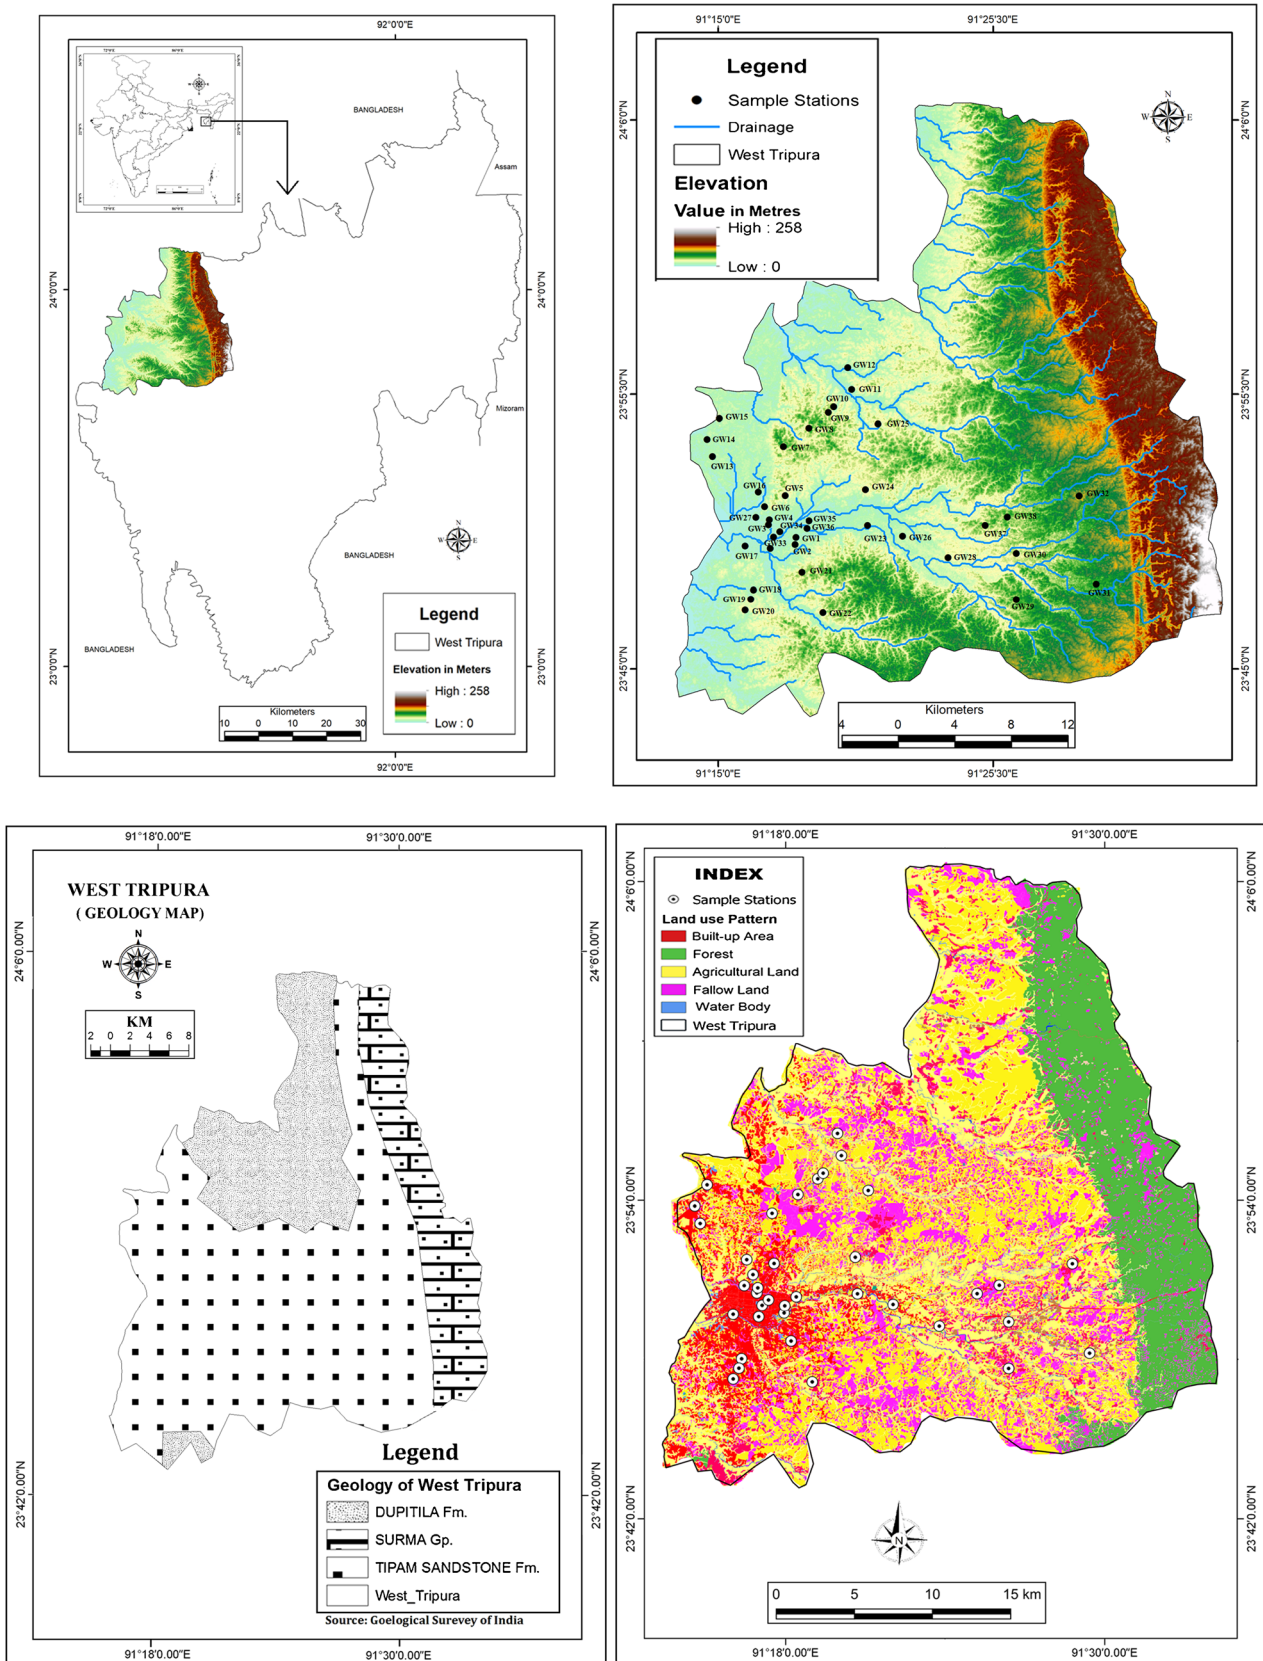 92°0'0"E
BANGLADESH
Assam
24°0'0"N
24°0'0"N
Mizoram
N
W
E
S
BANGLADESH
BANGLADESH
23°0'0"N
23°0'0"N
Legend
West Tripura
Elevation in Meters
High : 258
Low : 0
Kilometers
10 0 10 20 30
92°0'0"E
91°15'0"E
91°25'30"E
Legend
Sample Stations
Drainage
West Tripura
Elevation
Value in Metres
High : 258
Low : 0
N
W
E
S
24°6'0"N
24°6'0"N
23°55'30"N
23°55'30"N
23°45'0"N
23°45'0"N
GW12
GW11
GW10
GW9
GW15
GW8
GW25
GW14
GW7
GW13
GW16
GW5
GW24
GW32
GW6
GW27
GW4
GW35
GW38
GW3
GW34
GW36
GW23
GW37
GW33
GW1
GW26
GW17
GW2
GW30
GW28
GW21
GW31
GW18
GW19
GW29
GW20
GW22
Kilometers
4 0 4 8 12
91°15'0"E
91°25'30"E
91°18'0.00"E
91°30'0.00"E
WEST TRIPURA
( GEOLOGY MAP)
N
W
E
S
KM
2 0 2 4 6 8
24°6'0.00"N
24°6'0.00"N
23°42'0.00"N
23°42'0.00"N
Legend
Geology of West Tripura
DUPITILA Fm.
SURMA Gp.
TIPAM SANDSTONE Fm.
West_Tripura
Source: Goelogical Surevey of India
91°18'0.00"E
91°30'0.00"E
91°18'0.00"E
91°30'0.00"E
INDEX
Sample Stations
Land use Pattern
Built-up Area
Forest
Agricultural Land
Fallow Land
Water Body
West Tripura
24°6'0.00"N
24°6'0.00"N
23°54'0.00"N
23°54'0.00"N
23°42'0.00"N
23°42'0.00"N
N
0 5 10 15 km
91°18'0.00"E
91°30'0.00"E